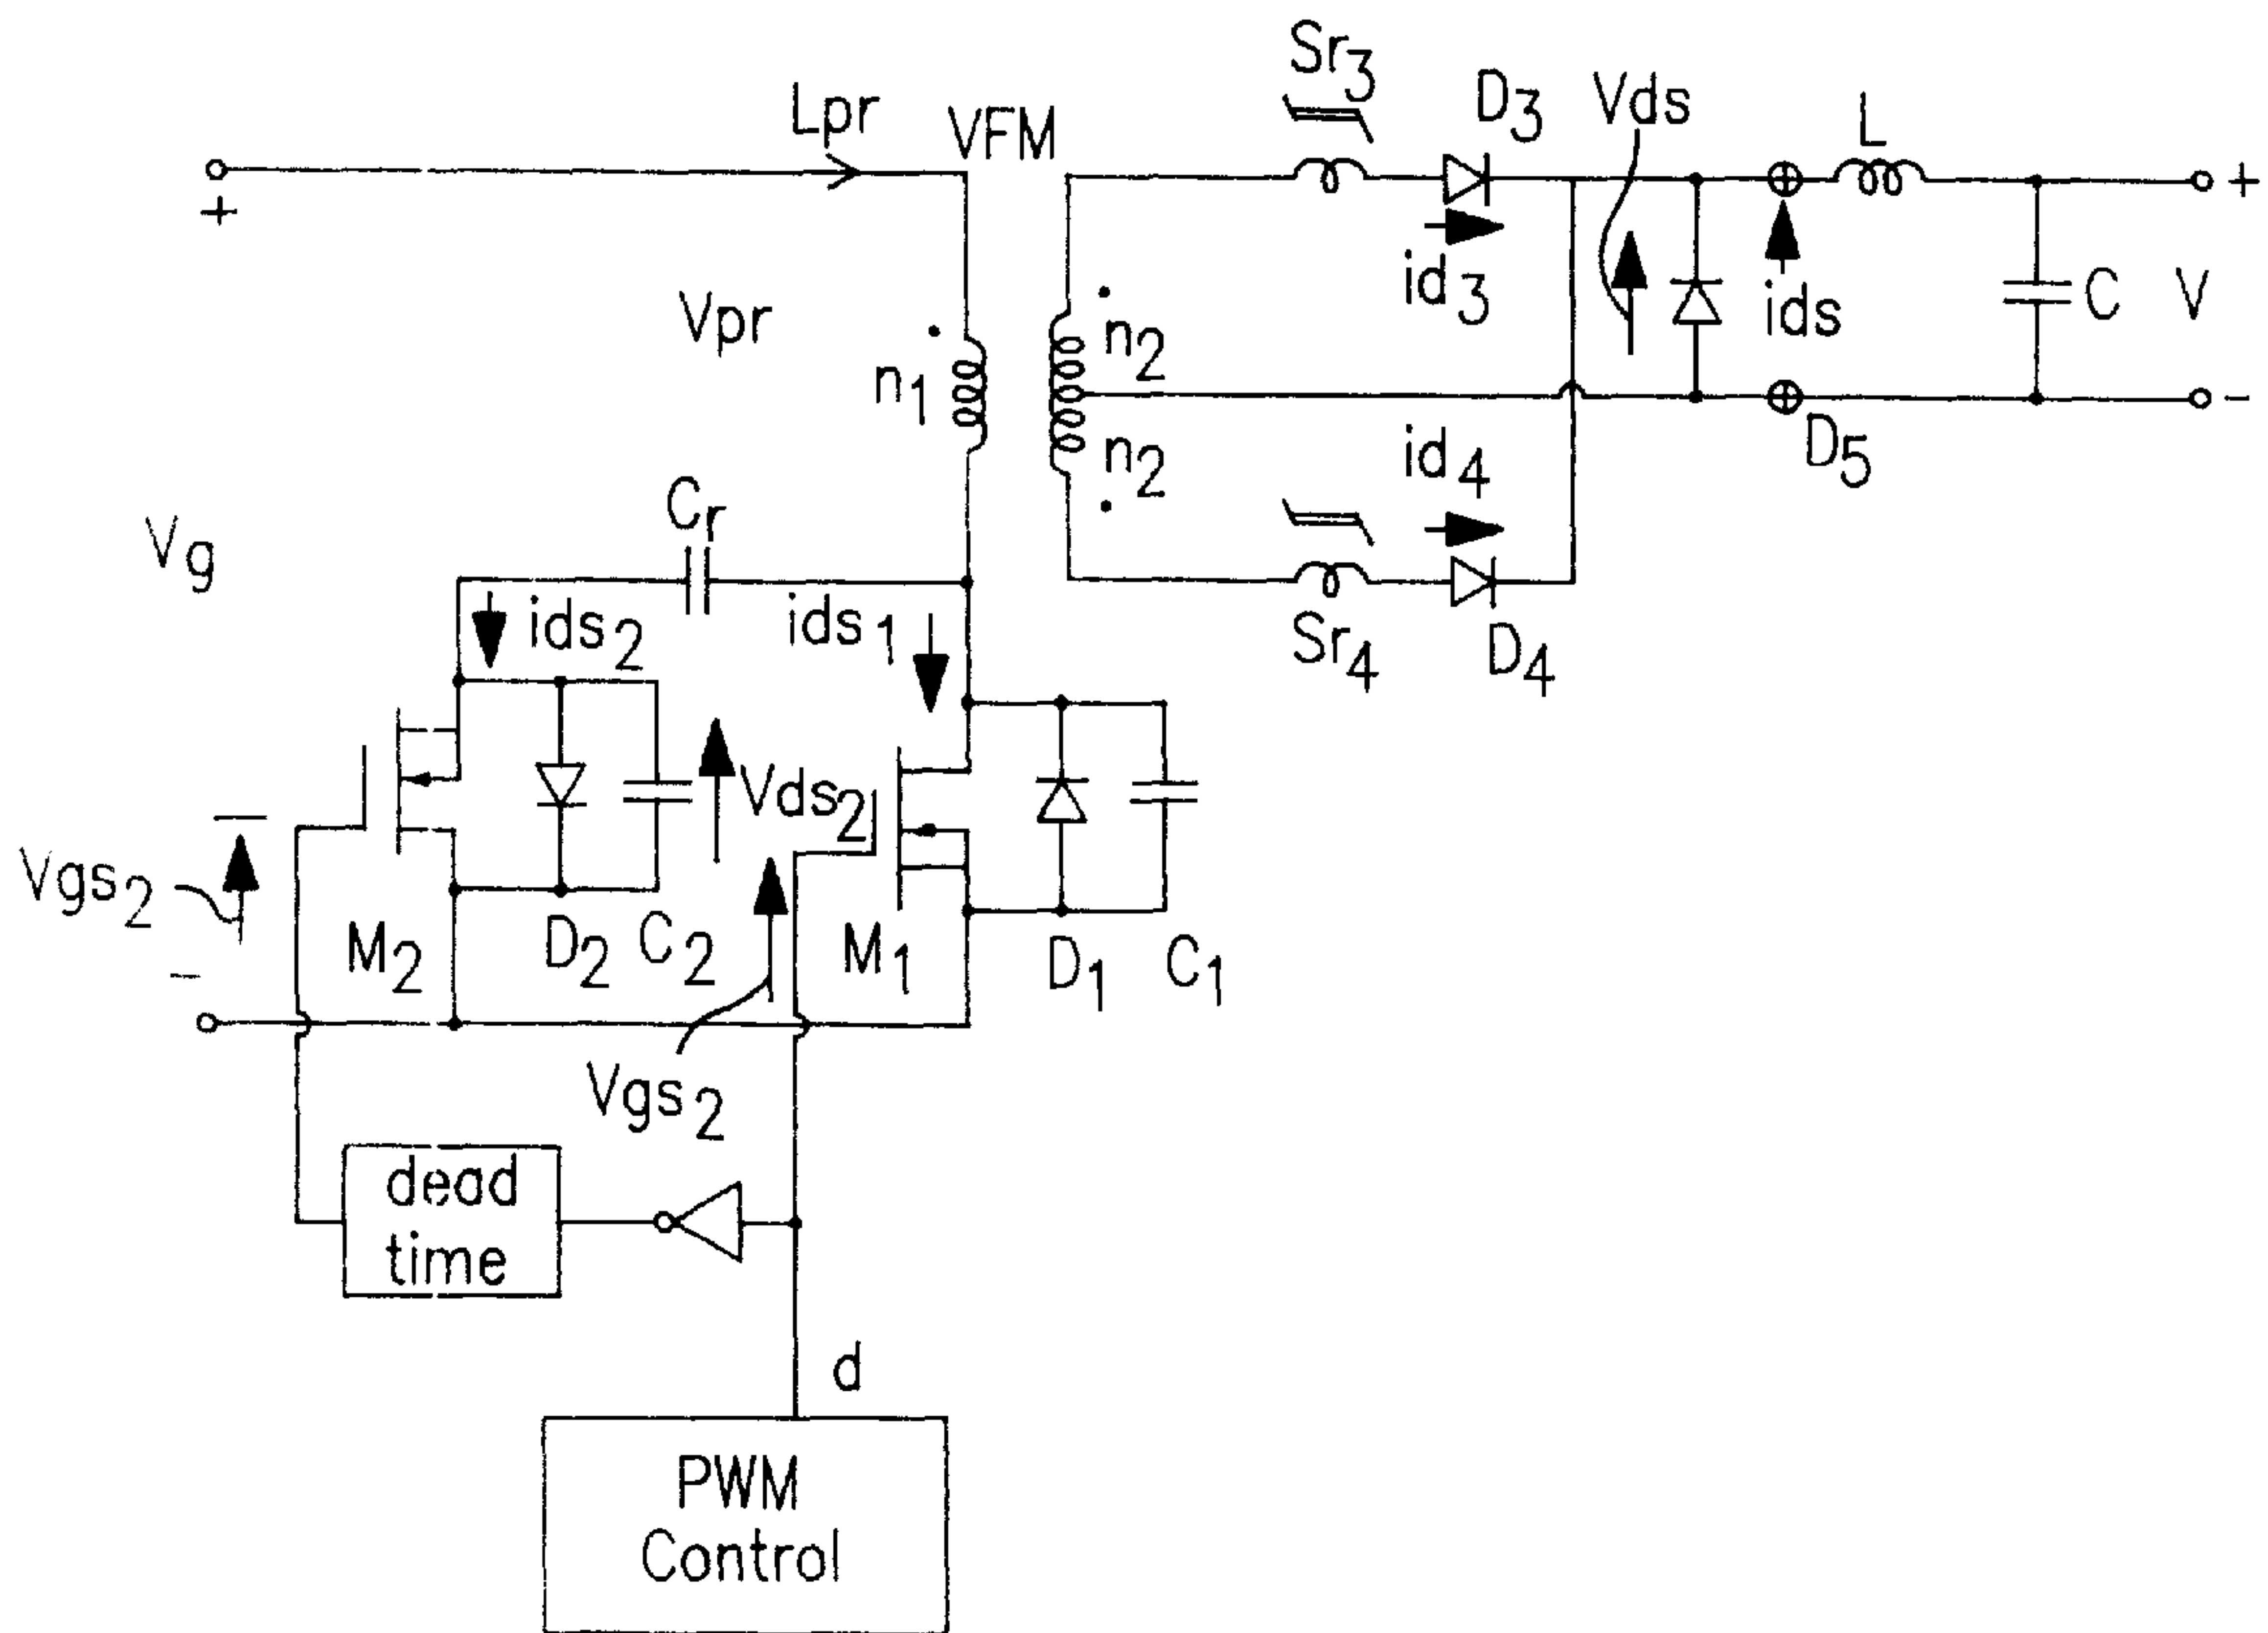 Sr3
Lpr
VFM
D3
Vds
L
+
+
Vpr
n1
n2
id3
ids
C
V
n2
id4
D5
-
Cr
Vg
ids2
ids1
Sr4
D4
Vds2
Vgs2
-
M2
D2
C2
M1
D1
C1
Vgs2
dead
time
d
PWM
Control